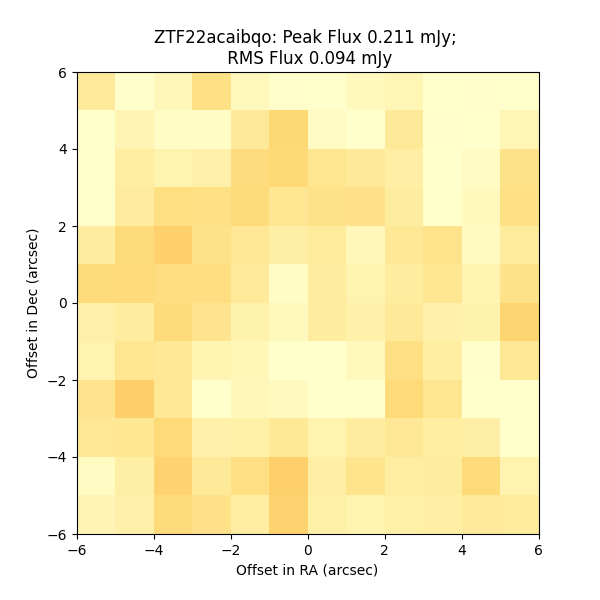 ZTF22acaibqo: Peak Flux 0.211 mJy;
RMS Flux 0.094 mJy
6
4
2
0
−2
−4
−6
Offset in Dec (arcsec)
−6 −4 −2 0 2 4 6
Offset in RA (arcsec)